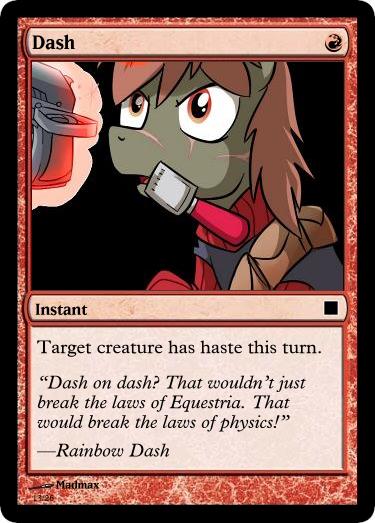 Dash
Instant
Target creature has haste this turn.
“Dash on dash? That wouldn’t just
break the laws of Equestria. That
would break the laws of physics!”
—Rainbow Dash
Madmax